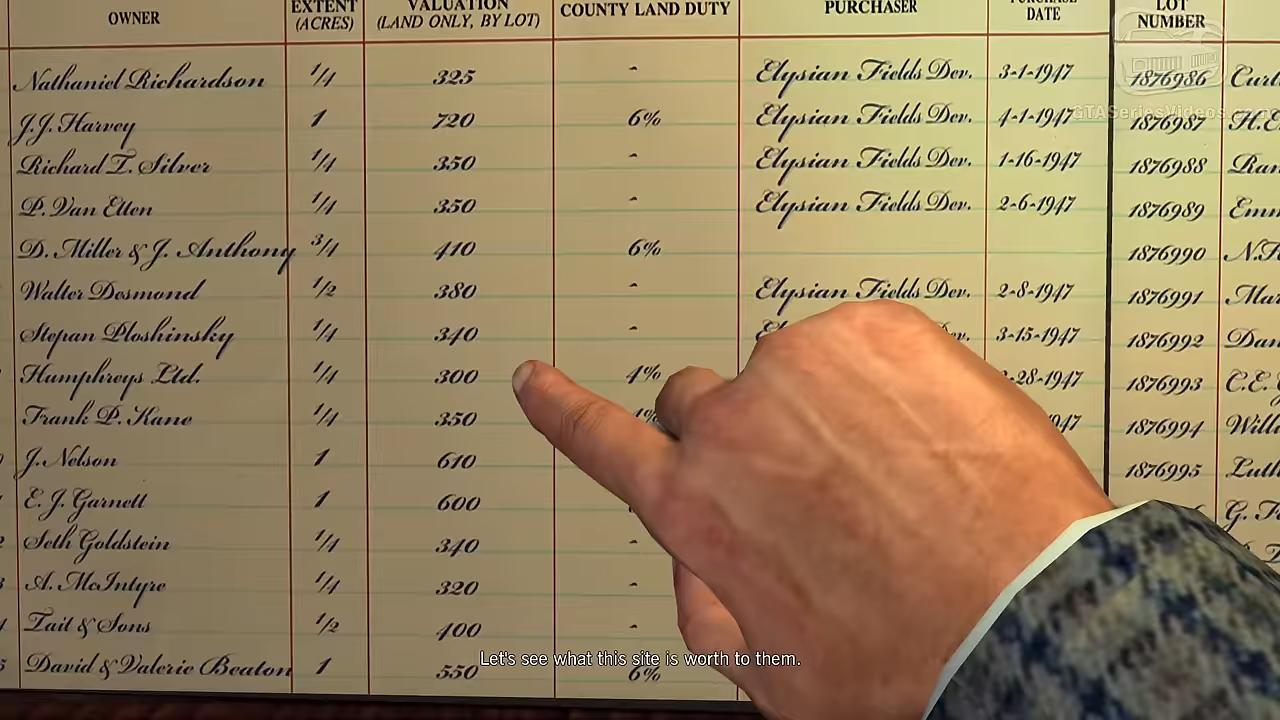 OWNER EXTENT (ACRES) VALUATION (LAND ONLY, BY LOT) COUNTY LAND DUTY PURCHASER PURCHASE DATE LOT NUMBER
Nathaniel Richardson 1/4 325 - Elysian Fields Dev. 3-1-1947 1876986
J.J. Harvey 1 720 6% Elysian Fields Dev. 4-1-1947 1876987 H.E.
Richard T. Silver 1/4 350 - Elysian Fields Dev. 1-16-1947 1876988
P. Van Etten 1/4 350 - Elysian Fields Dev. 2-6-1947 1876989
D. Miller & J. Anthony 3/4 410 6% 1876990
Walter Desmond 1/2 380 - Elysian Fields Dev. 2-8-1947 1876991
Stepan Ploshinsky 1/4 340 - 3-15-1947 1876992
Humphreys Ltd. 1/4 300 4% -28-1947 1876993 C.E.
Frank P. Kane 1/4 350 1876994
J. Nelson 1 610 1876995
E. J. Garnett 1 600
Seth Goldstein 1/4 340 -
A. McIntyre 1/4 320 -
Tait & Sons 1/2 400 -
David & Valerie Beaton 1 550 6%
GTASeriesVideos.com
Let's see what this site is worth to them.